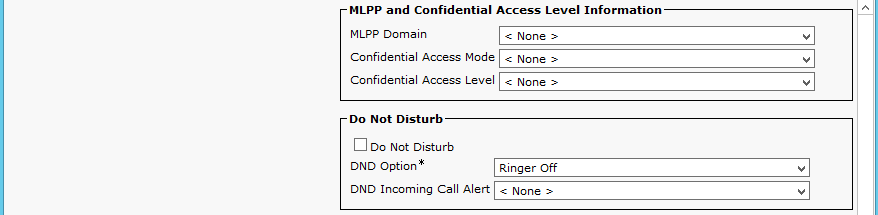 MLPP and Confidential Access Level Information
MLPP Domain < None >
Confidential Access Mode < None >
Confidential Access Level < None >
Do Not Disturb
Do Not Disturb
DND Option* Ringer Off
DND Incoming Call Alert < None >